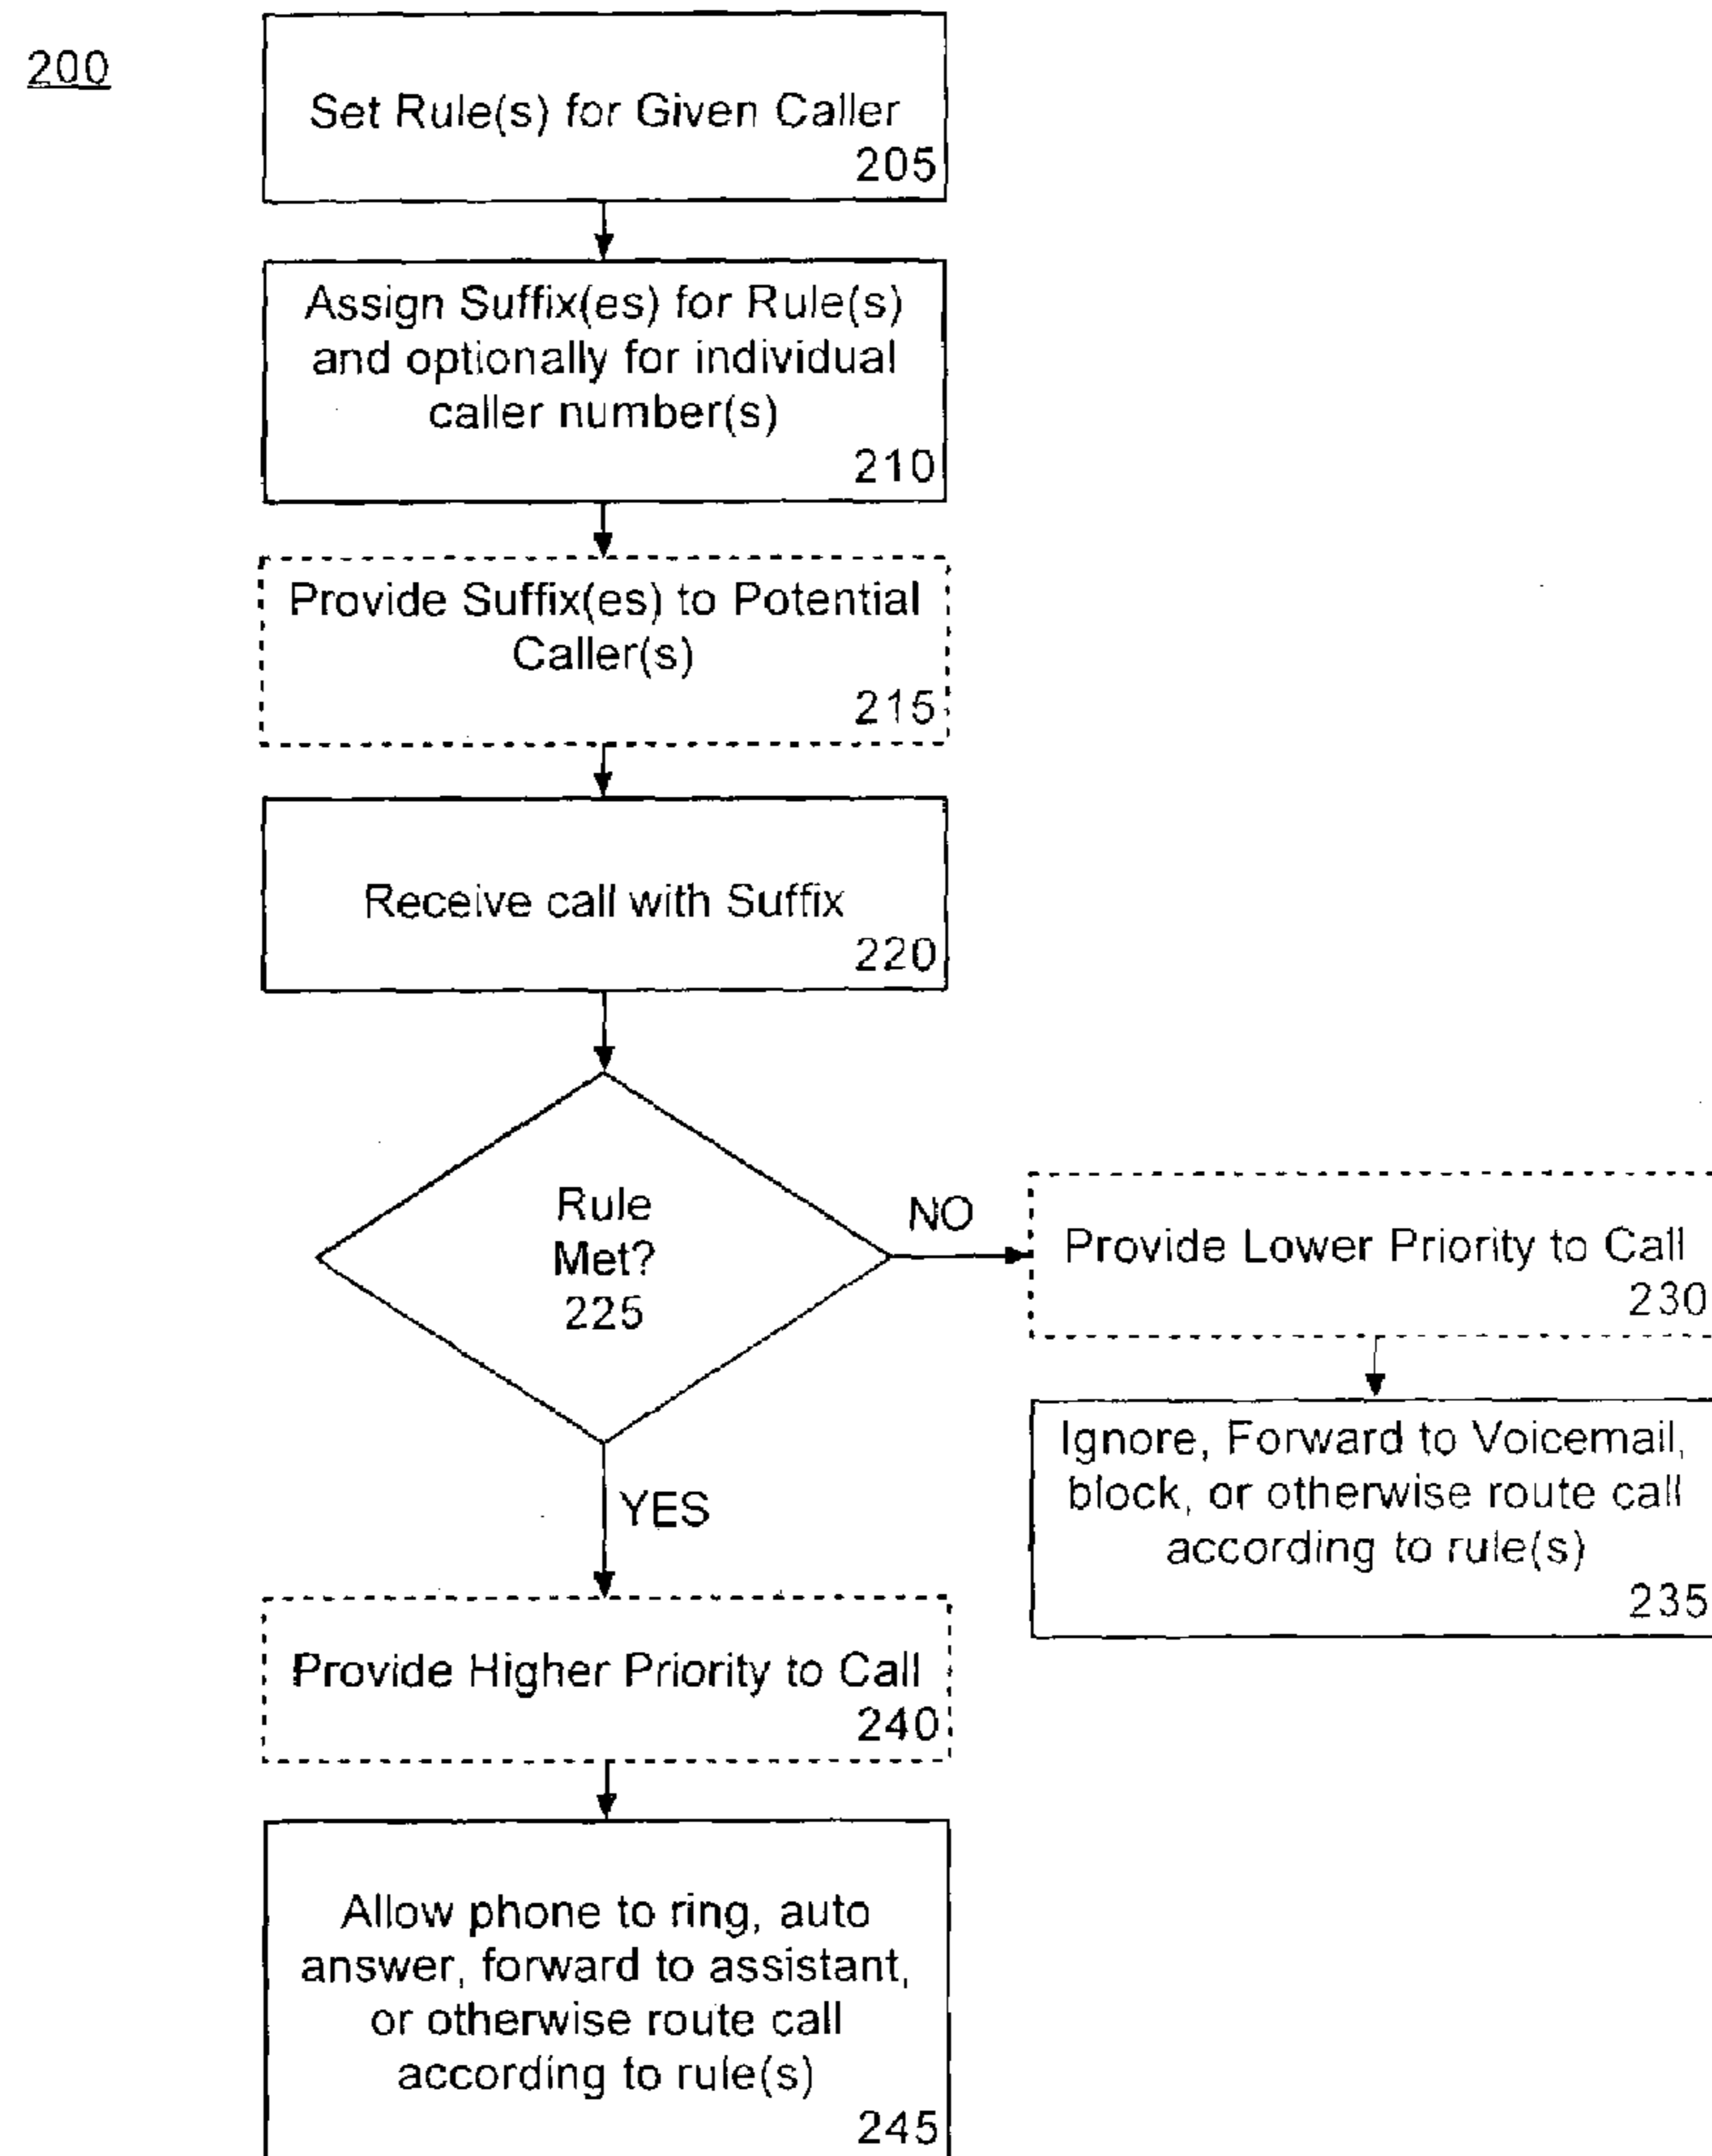 200
Set Rule(s) for Given Caller
205
Assign Suffix(es) for Rule(s)
and optionally for individual
caller number(s)
210
Provide Suffix(es) to Potential
Caller(s)
215
Receive call with Suffix
220
Rule
Met?
225
NO
Provide Lower Priority to Call
230
Ignore, Forward to Voicemail,
block, or otherwise route call
according to rule(s)
235
YES
Provide Higher Priority to Call
240
Allow phone to ring, auto
answer, forward to assistant,
or otherwise route call
according to rule(s)
245